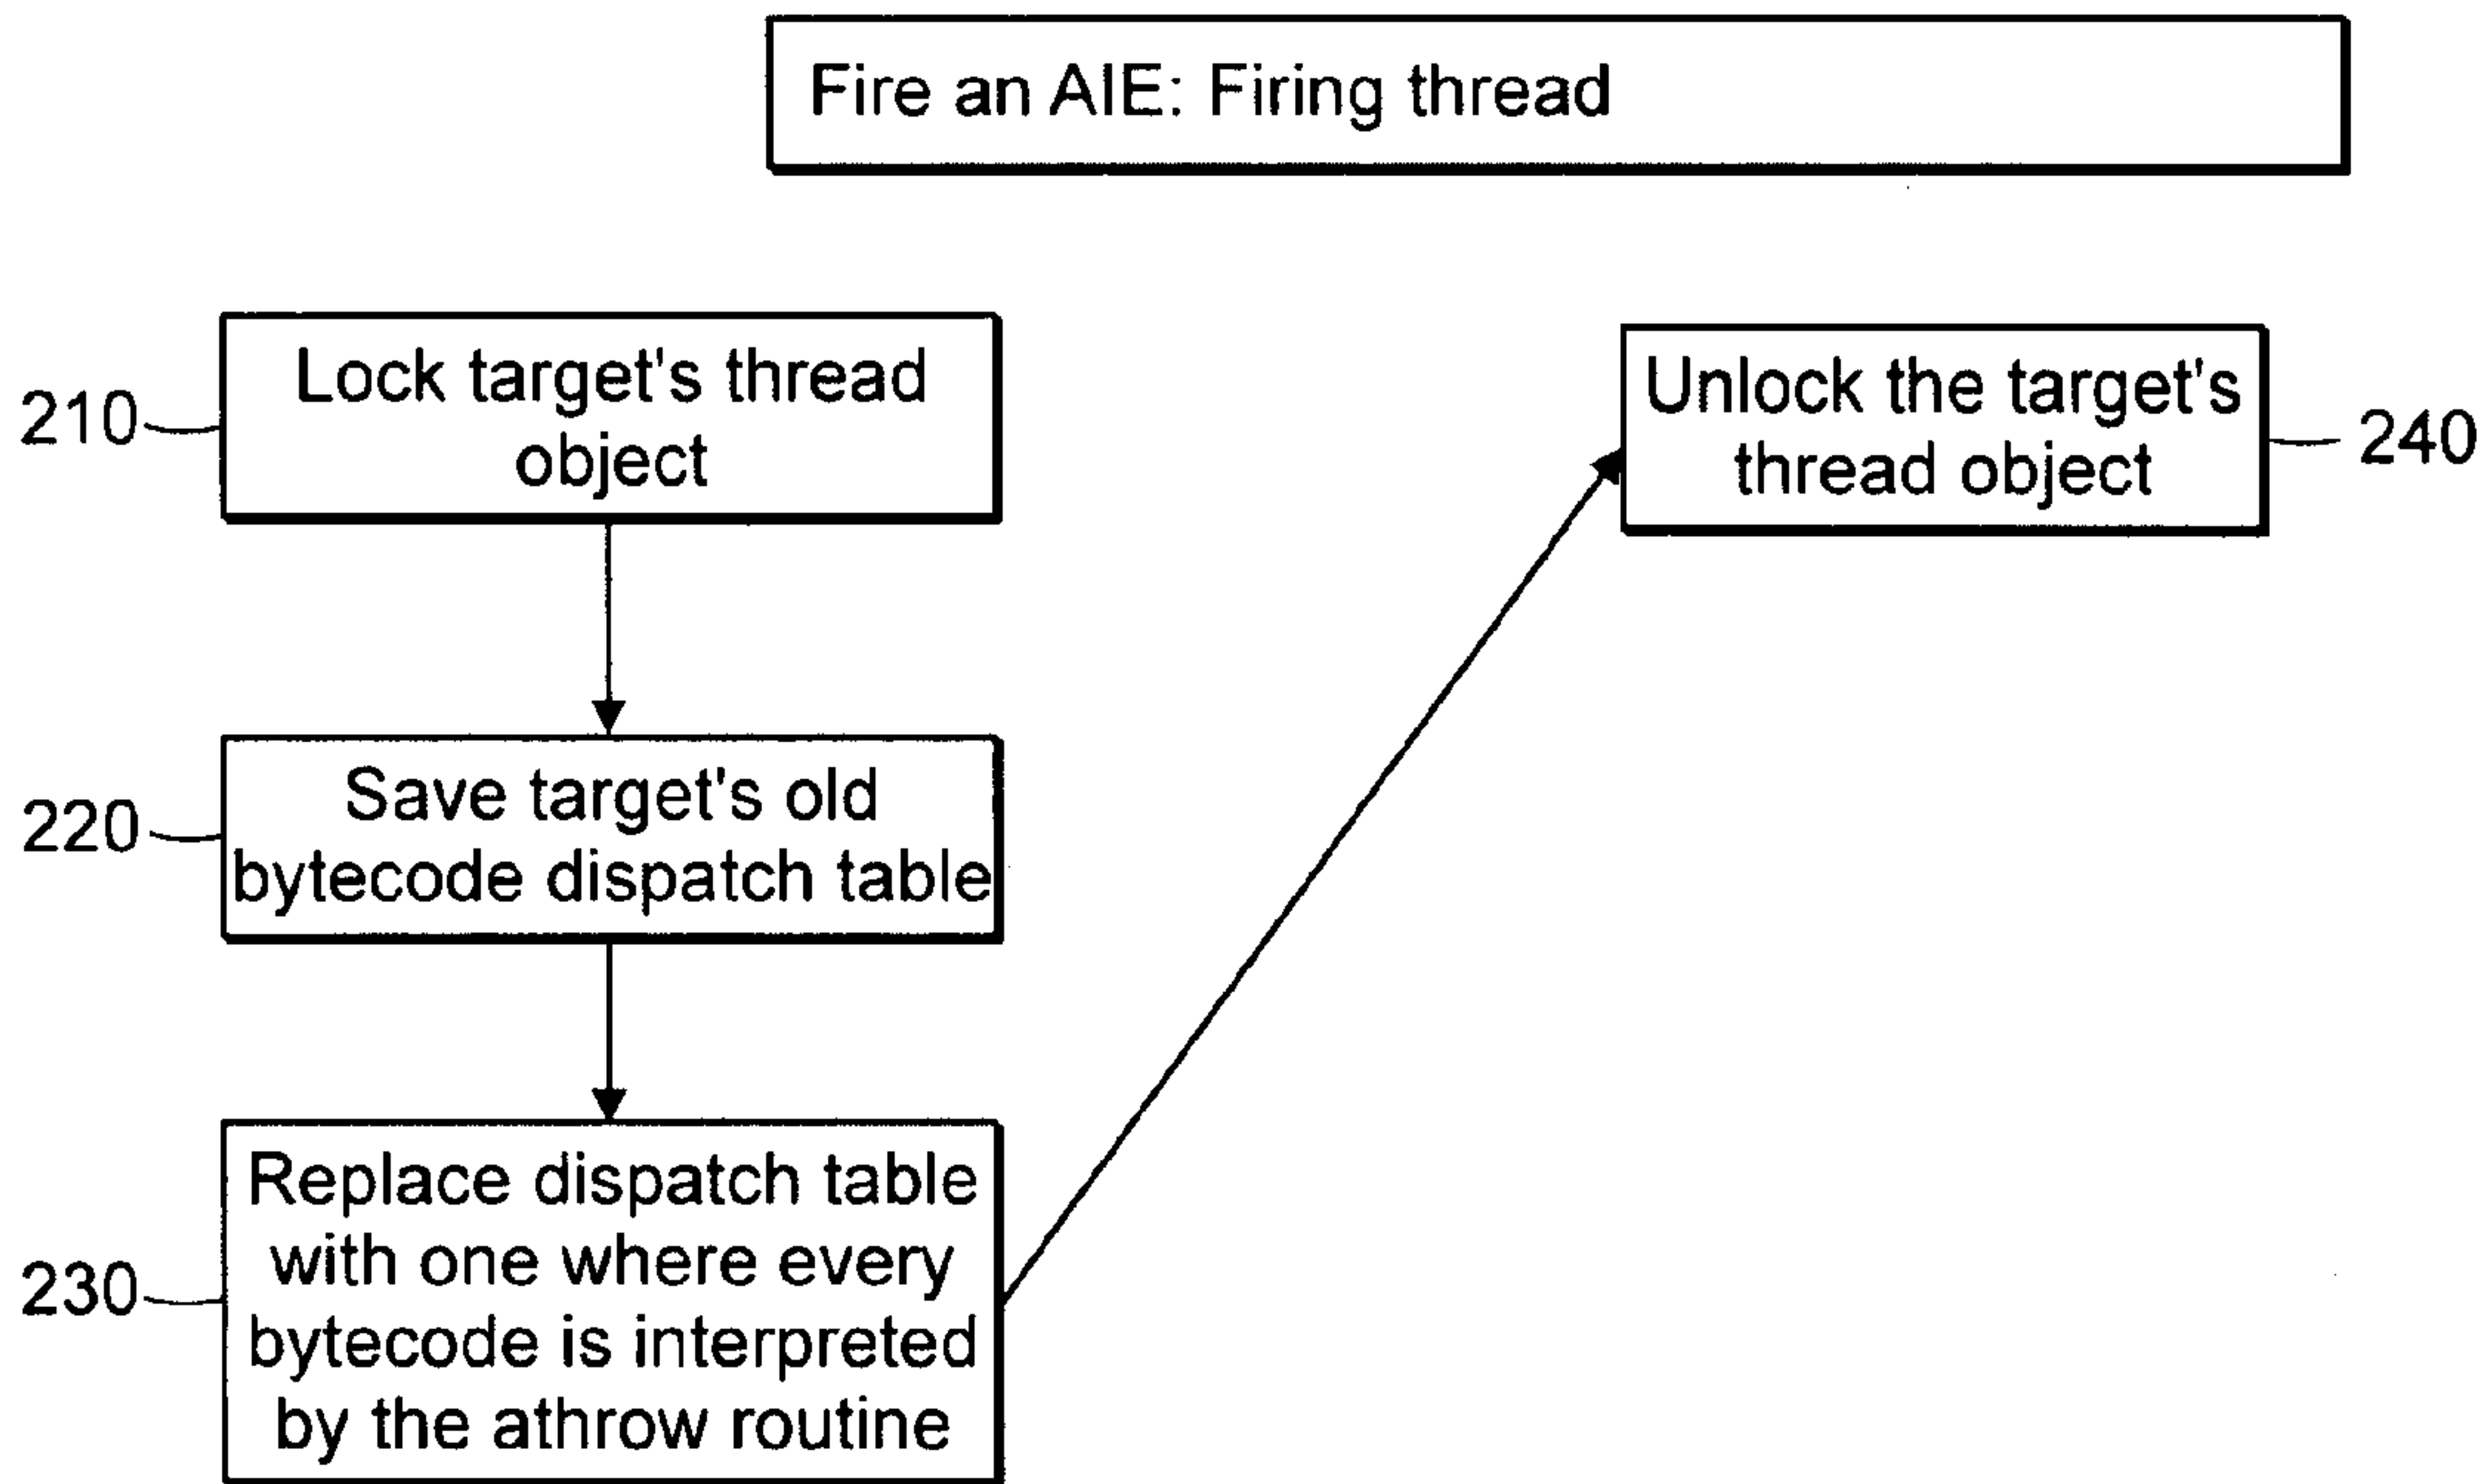 Fire an AIE: Firing thread
210
Lock target's thread
object
220
Save target's old
bytecode dispatch table
230
Replace dispatch table
with one where every
bytecode is interpreted
by the athrow routine
Unlock the target's
thread object
240